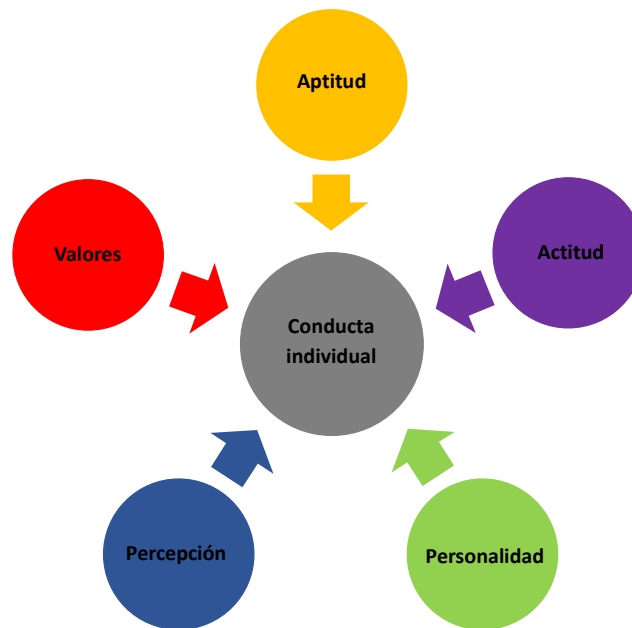 Aptitud
Valores
Actitud
Conducta
individual
Percepción
Personalidad